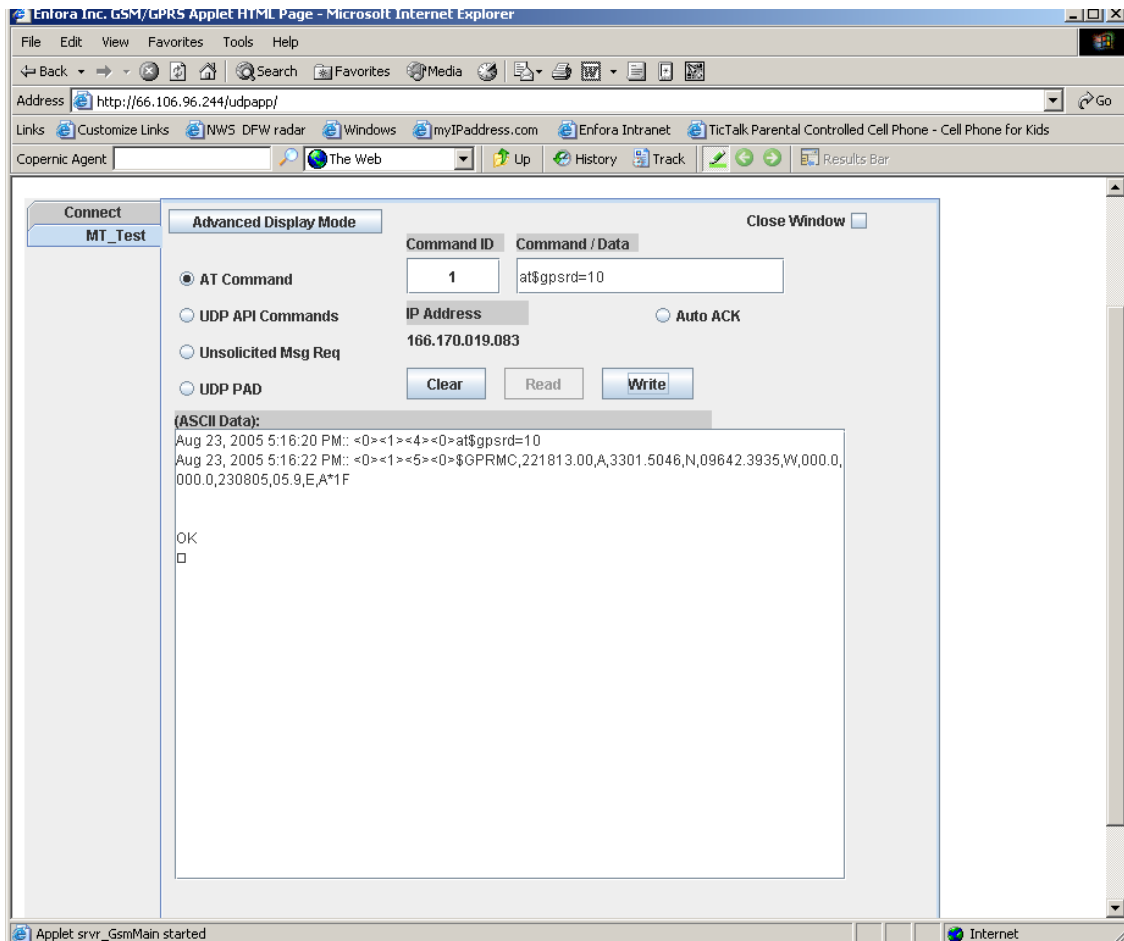 Enfora Inc. GSM/GPRS Applet HTML Page - Microsoft Internet Explorer
File Edit View Favorites Tools Help
Back Search Favorites Media
Address http://66.106.96.244/udpapp/ Go
Links Customize Links NWS DFW radar Windows myIPaddress.com Enfora Intranet TicTalk Parental Controlled Cell Phone - Cell Phone for Kids
Copernic Agent The Web Up History Track Results Bar
Connect
MT_Test
Advanced Display Mode
Close Window
Command ID Command / Data
AT Command 1 at$gpsrd=10
UDP API Commands IP Address Auto ACK
166.170.019.083
Unsolicited Msg Req
UDP PAD Clear Read Write
(ASCII Data):
Aug 23, 2005 5:16:20 PM:: <0><1><4><0>at$gpsrd=10
Aug 23, 2005 5:16:22 PM:: <0><1><5><0>$GPRMC,221813.00,A,3301.5046,N,09642.3935,W,000.0,
000.0,230805,05.9,E,A*1F
OK
Applet srvr_GsmMain started Internet